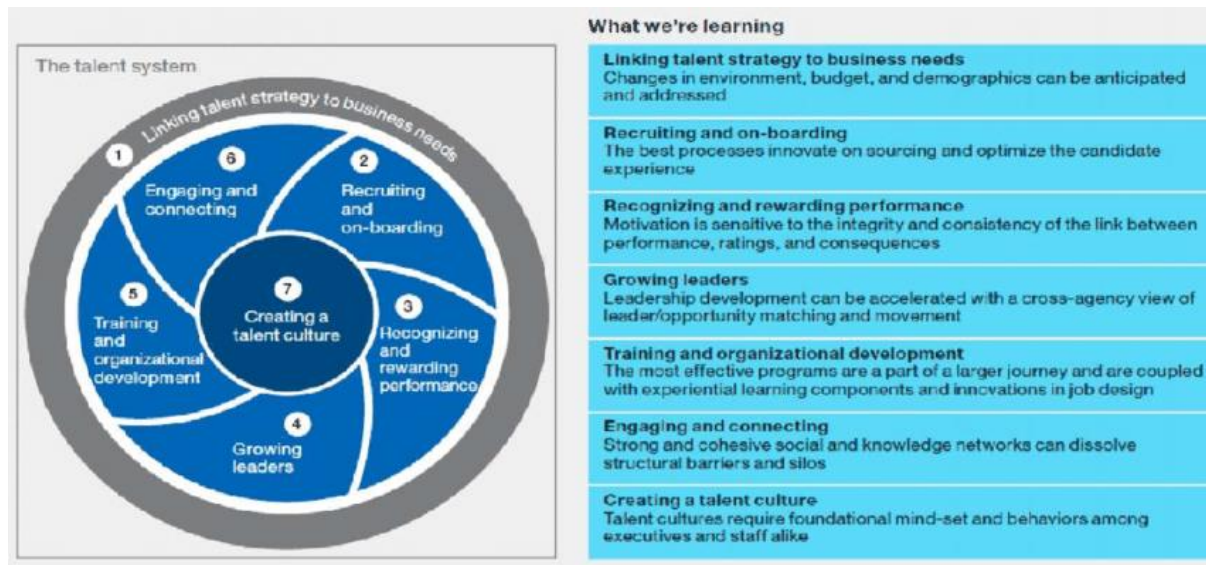 The talent system
1
Linking talent strategy to business needs
6
Engaging and
connecting
2
Recruiting
and
on-boarding
7
Creating a
talent culture
3
Recognizing
and
rewarding
performance
5
Training
and
organizational
development
4
Growing
leaders
What we're learning
Linking talent strategy to business needs
Changes in environment, budget, and demographics can be anticipated
and addressed
Recruiting and on-boarding
The best processes innovate on sourcing and optimize the candidate
experience
Recognizing and rewarding performance
Motivation is sensitive to the integrity and consistency of the link between
performance, ratings, and consequences
Growing leaders
Leadership development can be accelerated with a cross-agency view of
leader/opportunity matching and movement
Training and organizational development
The most effective programs are a part of a larger journey and are coupled
with experiential learning components and innovations in job design
Engaging and connecting
Strong and cohesive social and knowledge networks can dissolve
structural barriers and silos
Creating a talent culture
Talent cultures require foundational mind-set and behaviors among
executives and staff alike